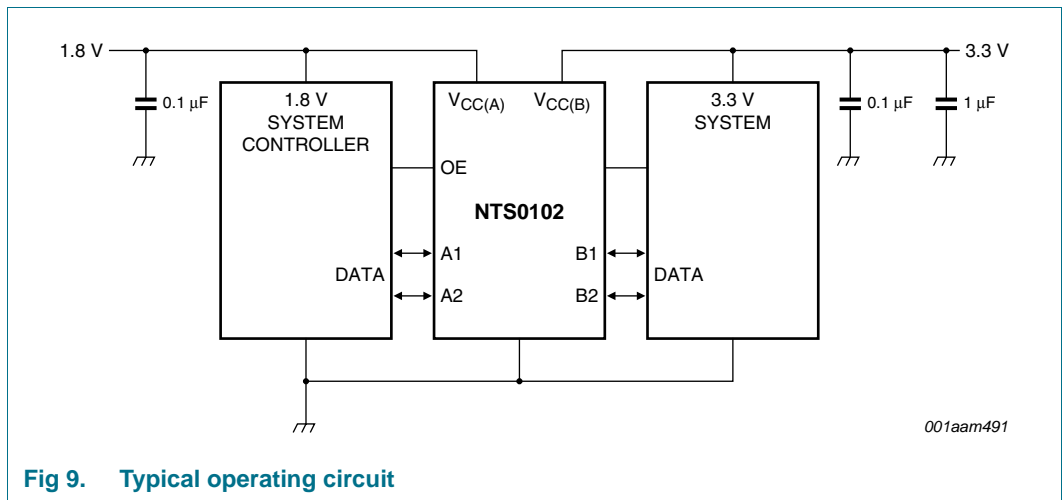 1.8 V
3.3 V
0.1 μF
1.8 V
SYSTEM
CONTROLLER
DATA
VCC(A)
VCC(B)
OE
NTS0102
A1
A2
B1
B2
3.3 V
SYSTEM
DATA
0.1 μF
1 μF
001aam491
Fig 9. Typical operating circuit